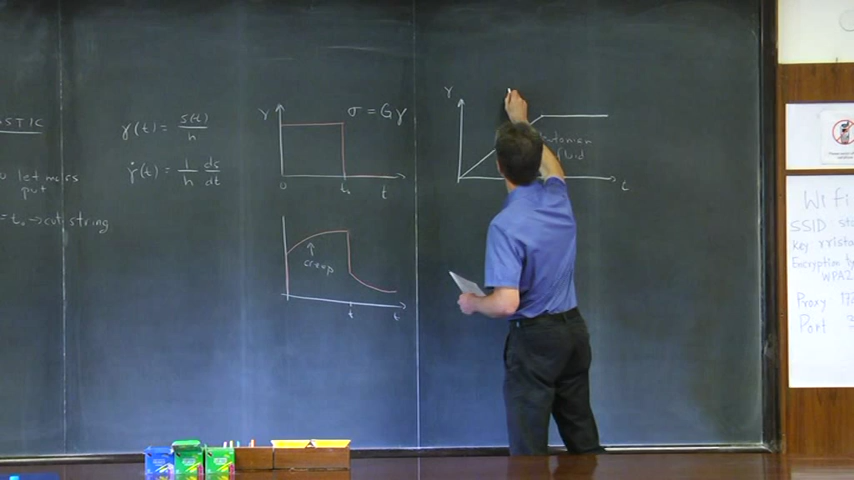 STIC
let mass
put
= t₀ → cut string
γ(t) = s(t)/h
γ̇(t) = 1/h ds/dt
γ
σ = Gγ
0
t₀
t
creep
t
t
γ
fluid
t
Wifi
SSID:
Key:
Encryption
WPA2
Proxy
Port